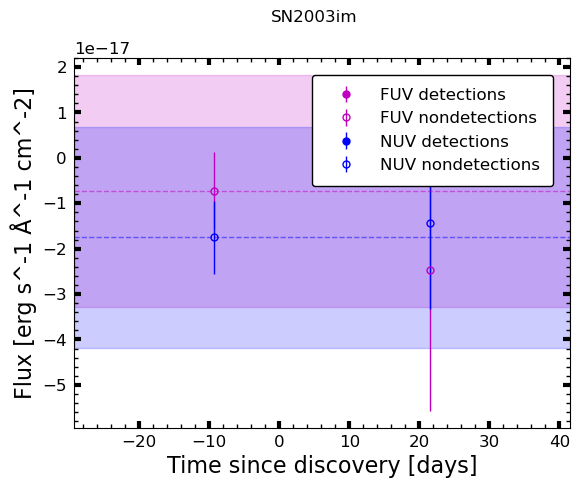 SN2003im
1e−17
2
1
0
−1
−2
−3
−4
−5
Flux [erg s^-1 Å^-1 cm^-2]
FUV detections
FUV nondetections
NUV detections
NUV nondetections
−20 −10 0 10 20 30 40
Time since discovery [days]